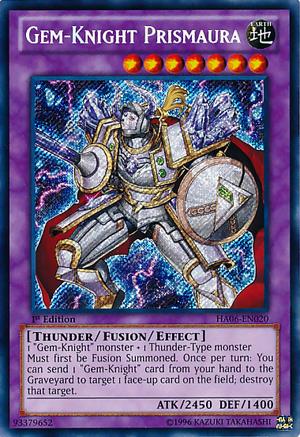 Gem-Knight Prismaura
EARTH
地
1st Edition
HA06-EN020
[Thunder/Fusion/Effect]
1 "Gem-Knight" monster + 1 Thunder-Type monster
Must first be Fusion Summoned. Once per turn: You
can send 1 "Gem-Knight" card from your hand to the
Graveyard to target 1 face-up card on the field; destroy
that target.
ATK/2450 DEF/1400
93379652
©1996 KAZUKI TAKAHASHI